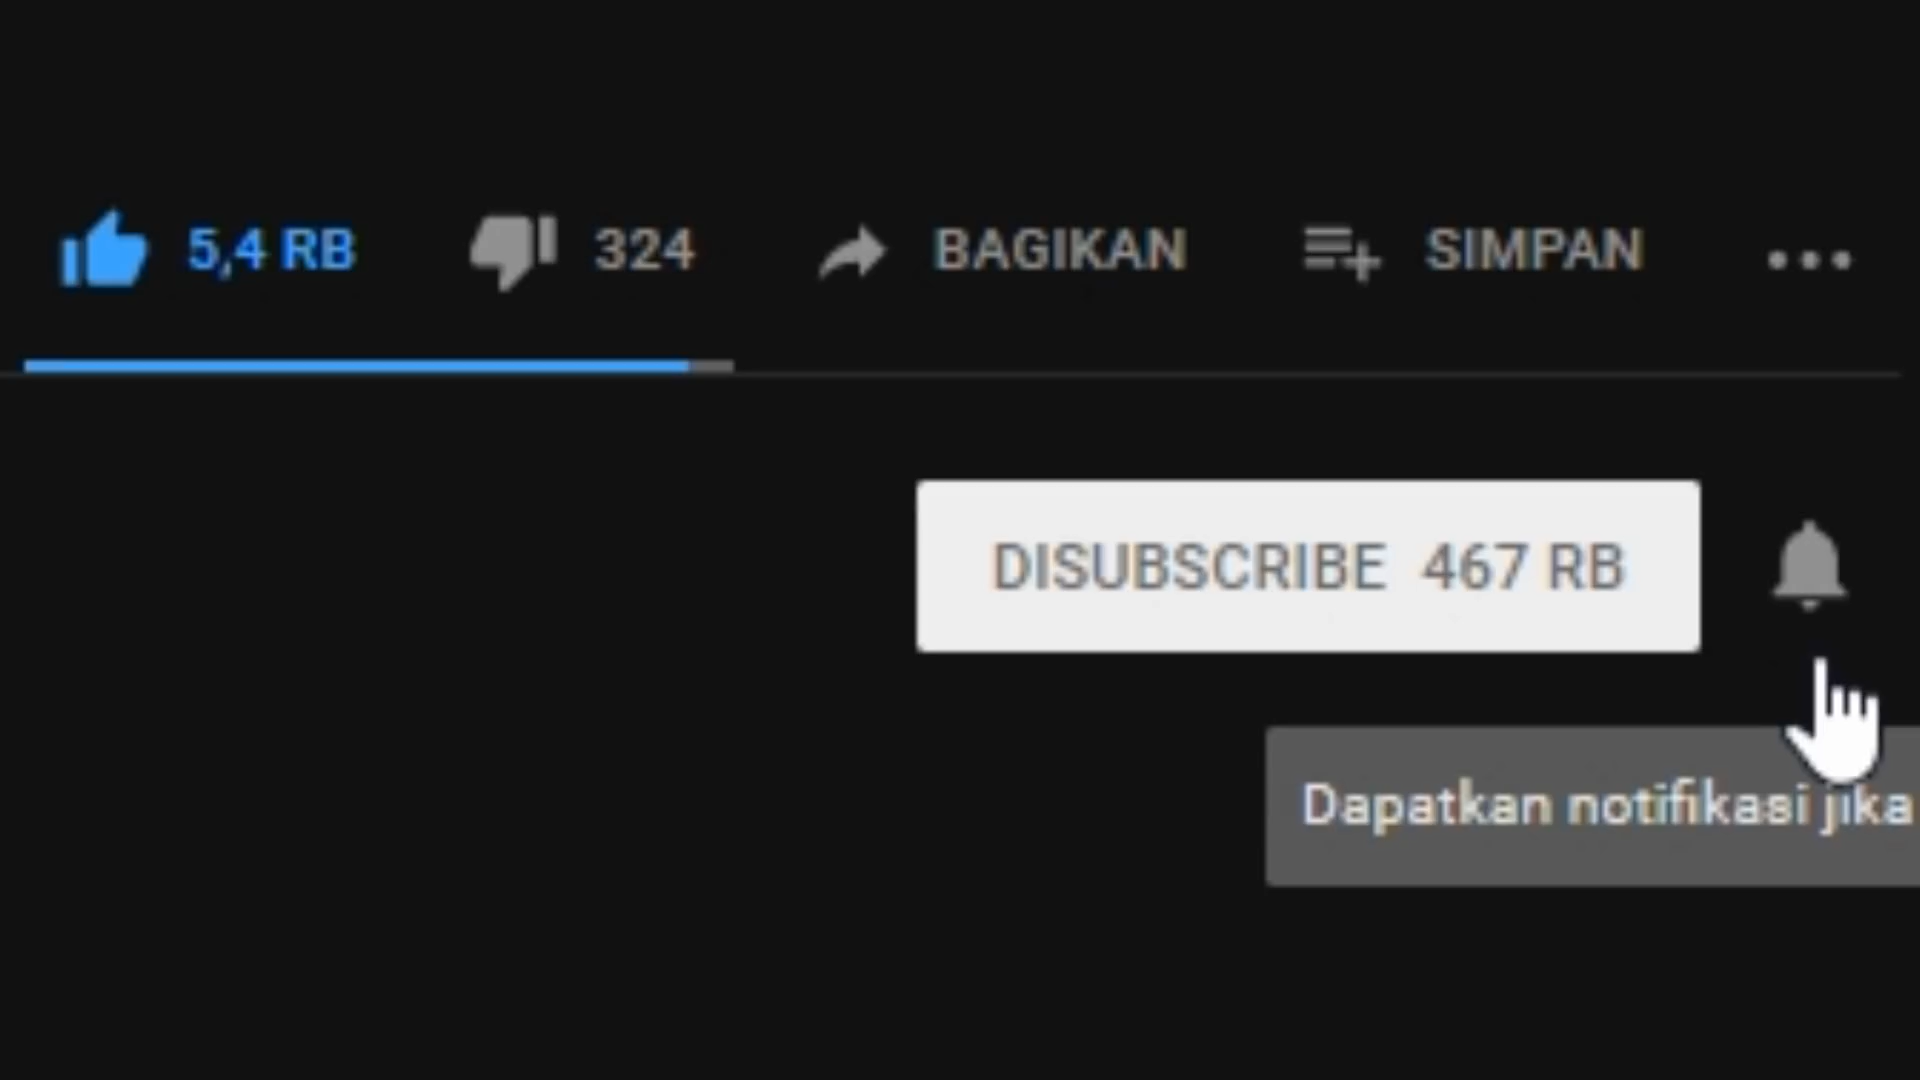 5,4 RB 324 BAGIKAN SIMPAN
DISUBSCRIBE 467 RB
Dapatkan notifikasi jika